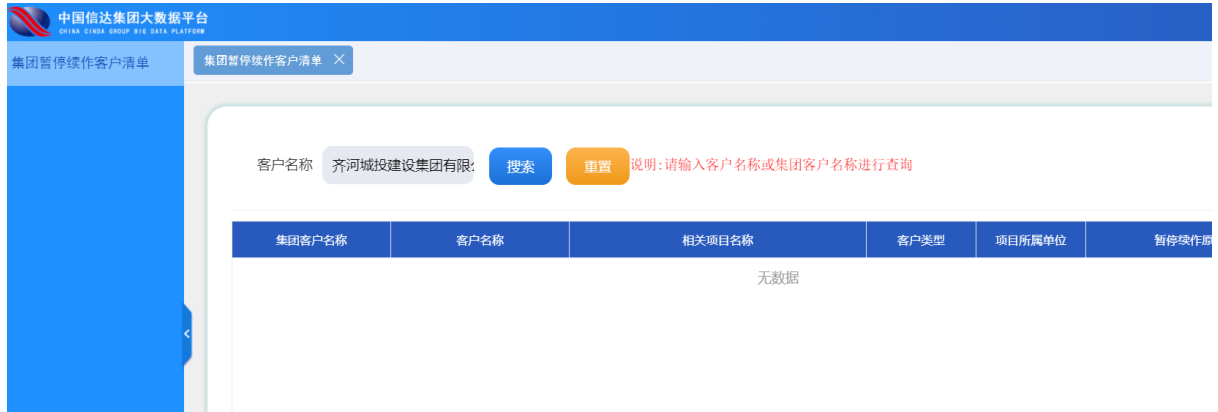 中国信达集团大数据平台
CHINA CINDA GROUP BIG DATA PLATFORM
集团暂停续作客户清单
集团暂停续作客户清单
客户名称 齐河城投建设集团有限 搜索 重置 说明:请输入客户名称或集团客户名称进行查询
集团客户名称 客户名称 相关项目名称 客户类型 项目所属单位 暂停续作原
无数据